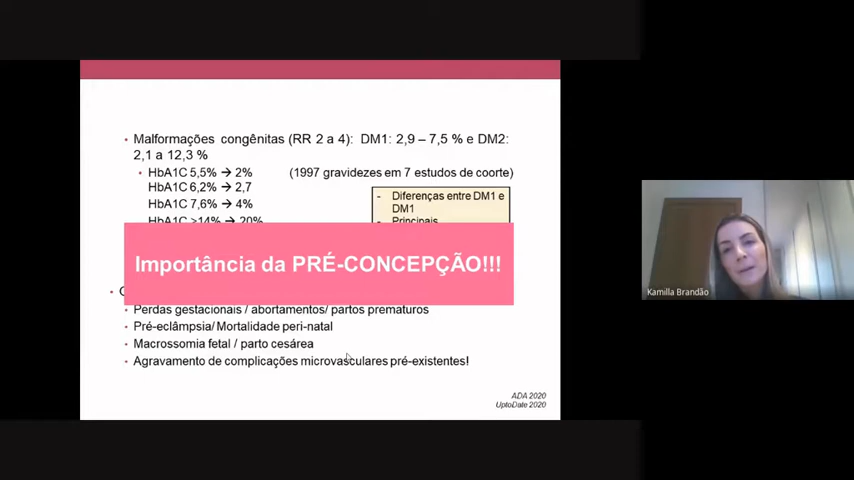 Malformações congênitas (RR 2 a 4): DM1: 2,9 – 7,5 % e DM2:
2,1 a 12,3 %
HbA1C 5,5% → 2% (1997 gravidezes em 7 estudos de coorte)
HbA1C 6,2% → 2,7
HbA1C 7,6% → 4%
HbA1C >14% → 20%
- Diferenças entre DM1 e
DM1
- Principais
Importância da PRÉ-CONCEPÇÃO!!!
Perdas gestacionais / abortamentos/ partos prematuros
Pré-eclâmpsia/ Mortalidade peri-natal
Macrossomia fetal / parto cesárea
Agravamento de complicações microvasculares pré-existentes!
ADA 2020
UptoDate 2020
Kamilla Brandão